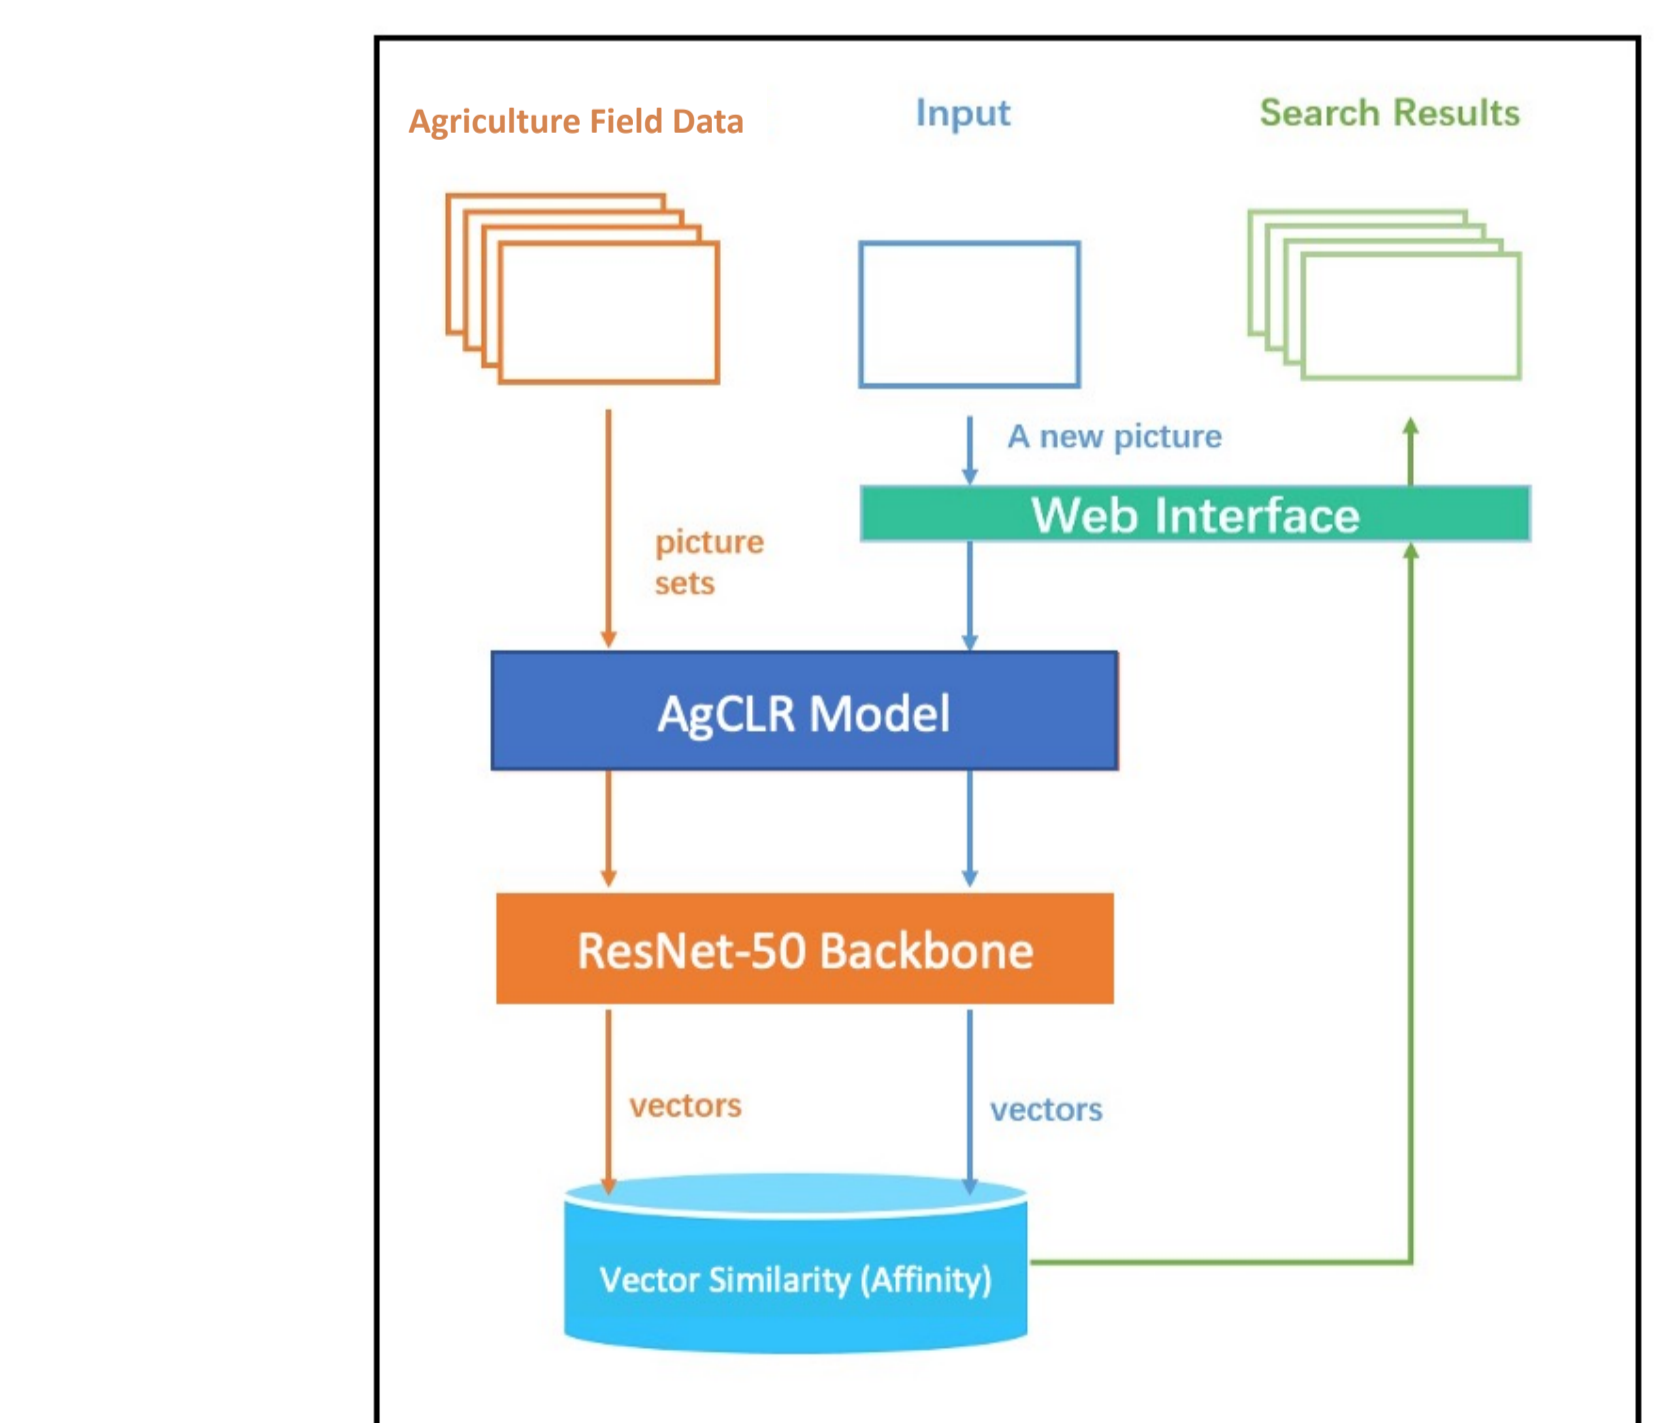 Agriculture Field Data
Input
Search Results
A new picture
Web Interface
picture
sets
AgCLR Model
ResNet-50 Backbone
vectors
vectors
Vector Similarity (Affinity)